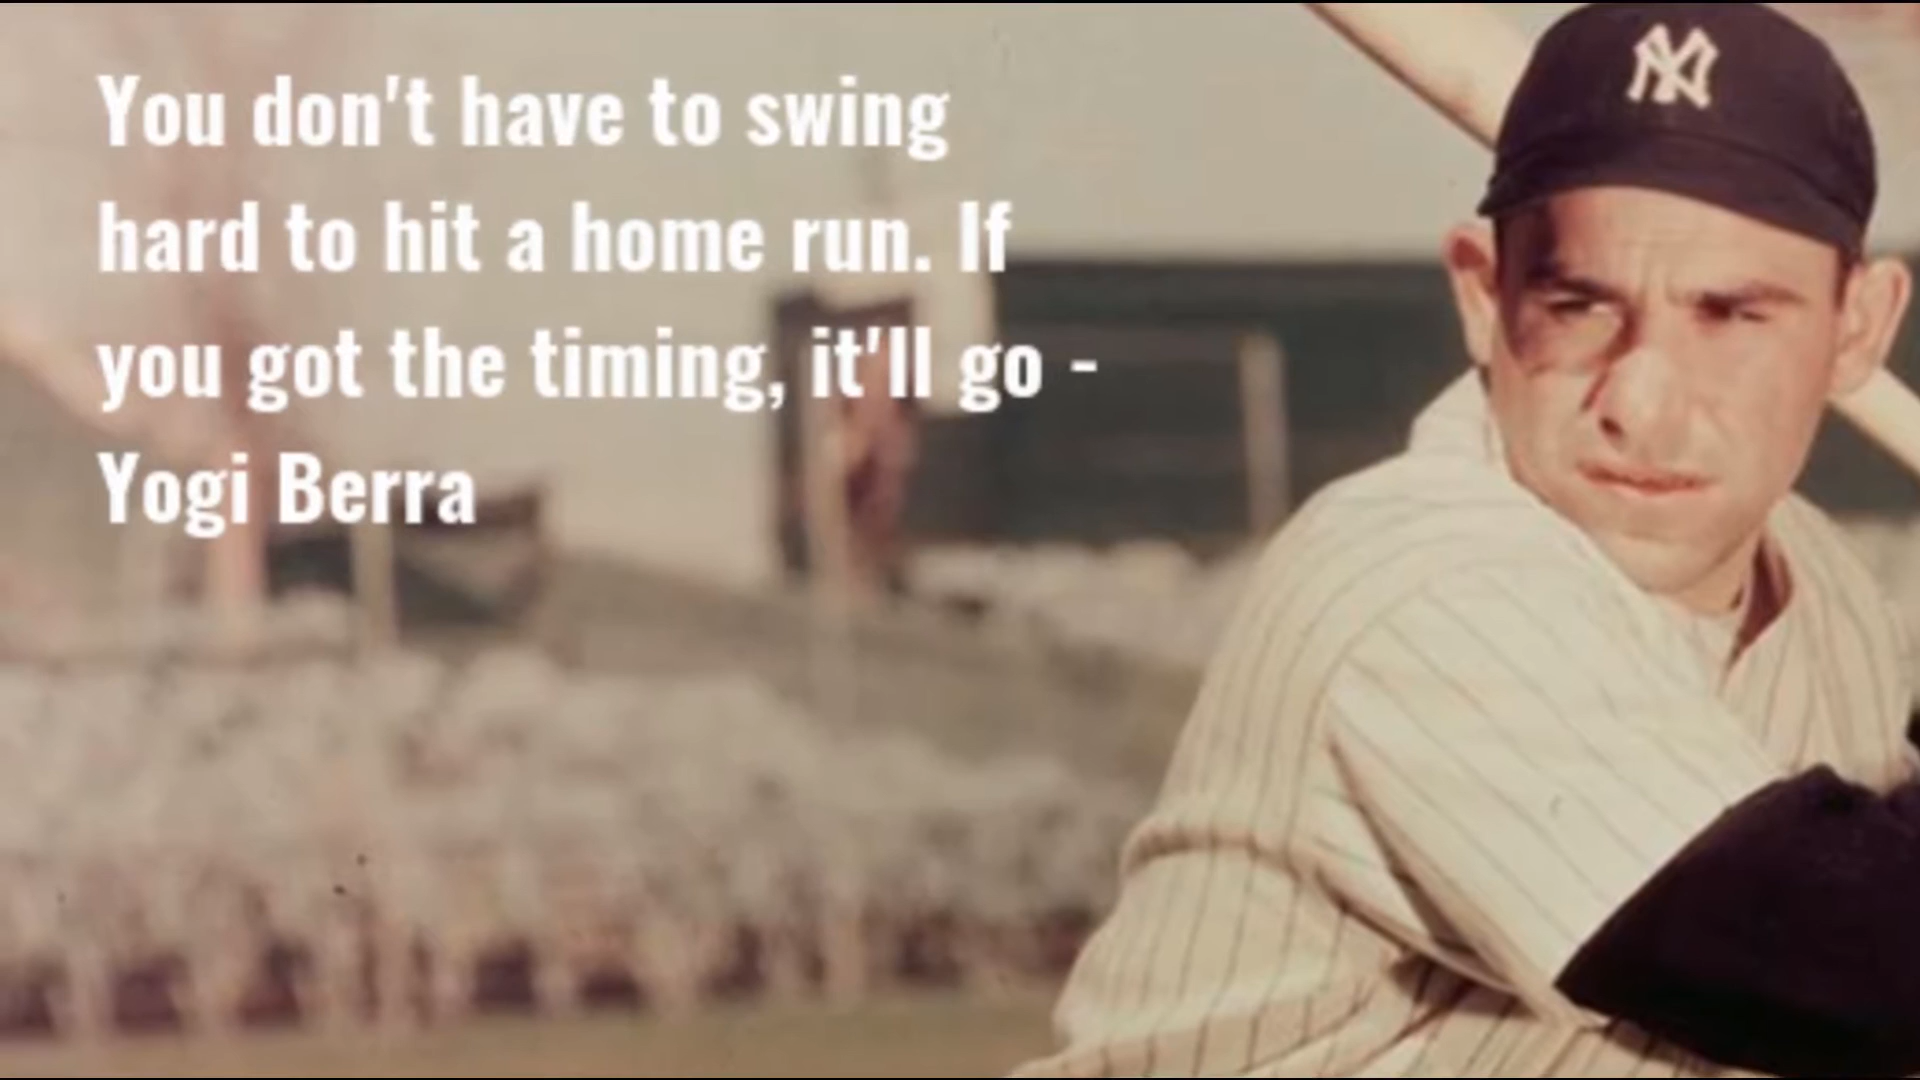 You don't have to swing
hard to hit a home run. If
you got the timing, it'll go -
Yogi Berra
NY